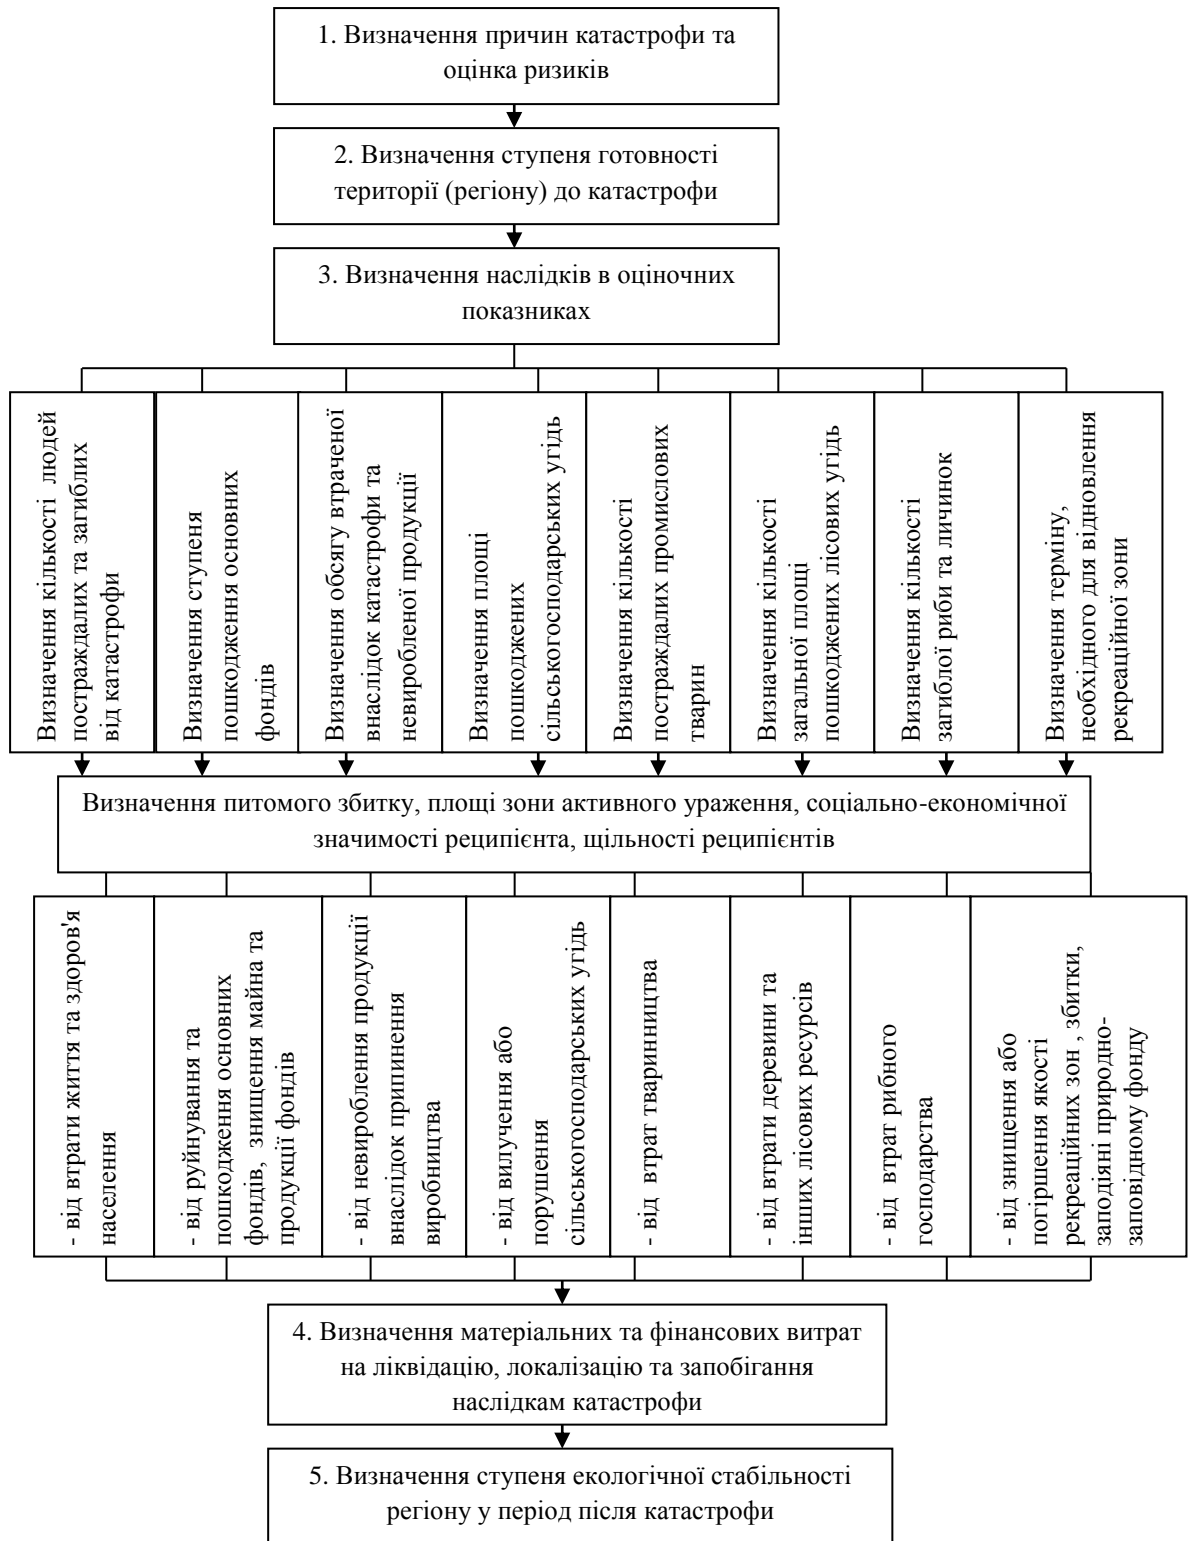 1. Визначення причин катастрофи та
оцінка ризиків
2. Визначення ступеня готовності
території (регіону) до катастрофи
3. Визначення наслідків в оціночних
показниках
Визначення кількості людей
постраждалих та загиблих
від катастрофи
Визначення ступеня
пошкодження основних
фондів
Визначення обсягу втраченої
внаслідок катастрофи та
невиробленої продукції
Визначення площі
пошкоджених
сільськогосподарських угідь
Визначення кількості
постраждалих промислових
тварин
Визначення кількості
загальної площі
пошкоджених лісових угідь
Визначення кількості
загиблої риби та личинок
Визначення терміну,
необхідного для відновлення
рекреаційної зони
Визначення питомого збитку, площі зони активного ураження, соціально-економічної
значимості реципієнта, щільності реципієнтів
- від втрати життя та здоров'я
населення
- від руйнування та
пошкодження основних
фондів, знищення майна та
продукції фондів
- від невироблення продукції
внаслідок припинення
виробництва
- від вилучення або
порушення
сільськогосподарських угідь
- від втрат тваринництва
- від втрати деревини та
інших лісових ресурсів
- від втрат рибного
господарства
- від знищення або
погіршення якості
рекреаційних зон , збитки,
заподіяні природно-
заповідному фонду
4. Визначення матеріальних та фінансових витрат
на ліквідацію, локалізацію та запобігання
наслідкам катастрофи
5. Визначення ступеня екологічної стабільності
регіону у період після катастрофи